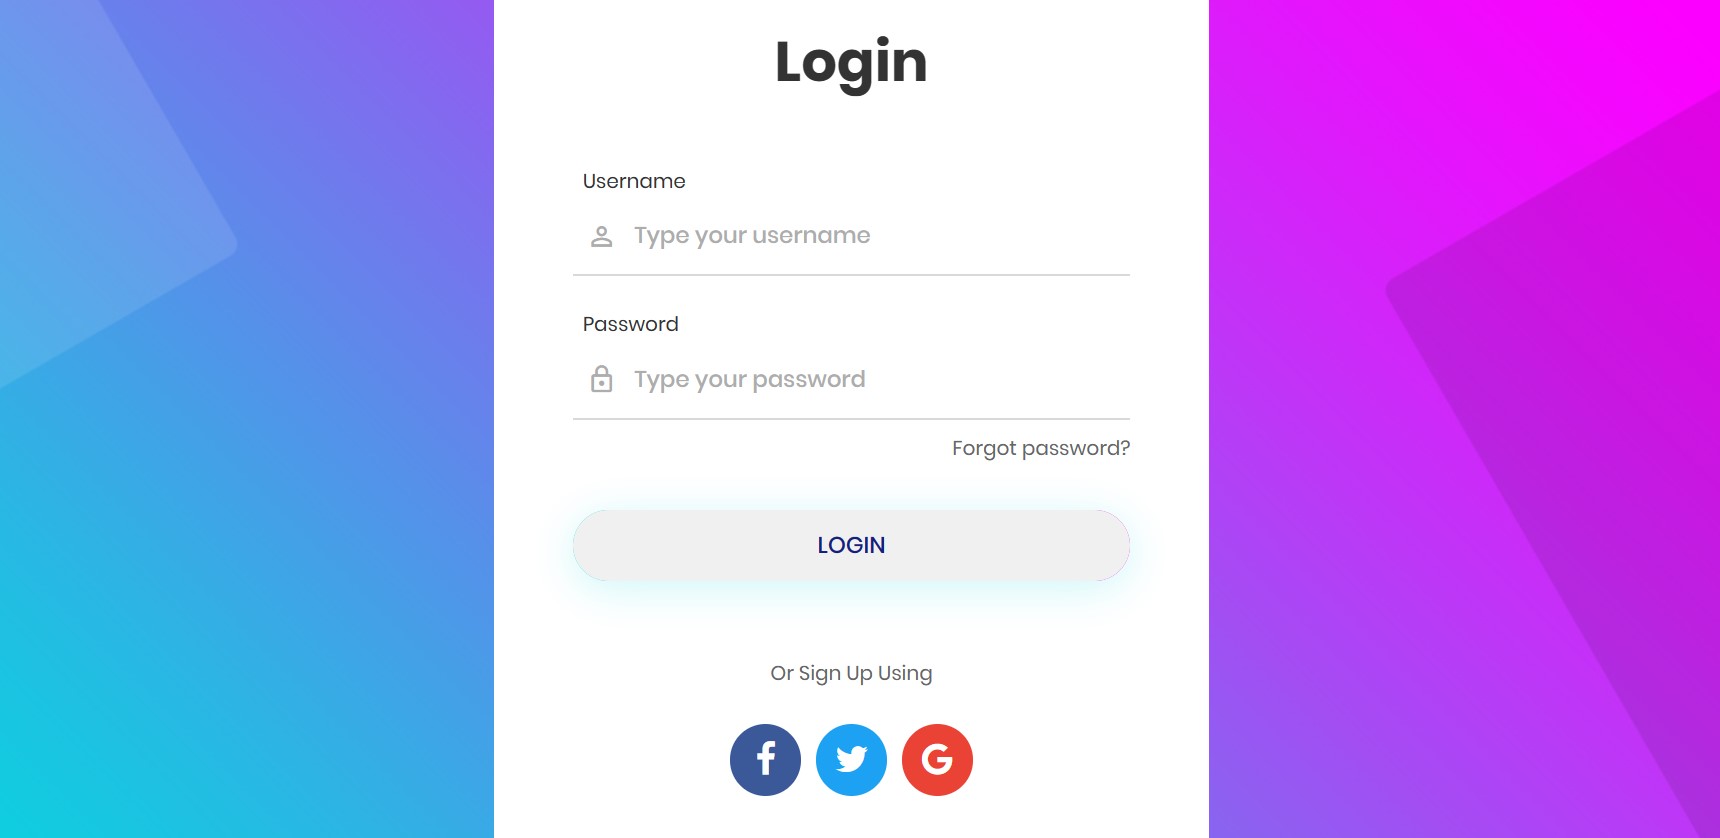 Login
Username
Type your username
Password
Type your password
Forgot password?
LOGIN
Or Sign Up Using